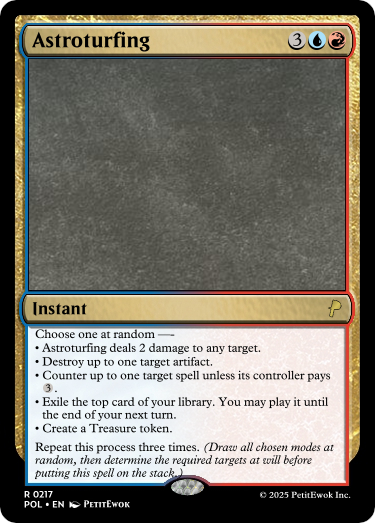 Astroturfing 3
Instant
Choose one at random —
• Astroturfing deals 2 damage to any target.
• Destroy up to one target artifact.
• Counter up to one target spell unless its controller pays
3.
• Exile the top card of your library. You may play it until
the end of your next turn.
• Create a Treasure token.
Repeat this process three times. (Draw all chosen modes at
random, then determine the required targets at will before
putting this spell on the stack.)
R 0217
POL • EN PetitEwok
© 2025 PetitEwok Inc.